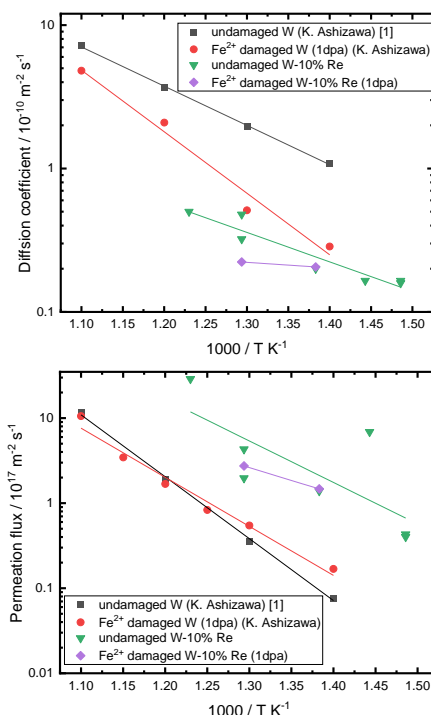 undamaged W (K. Ashizawa) [1]
Fe2+ damaged W (1dpa) (K. Ashizawa)
undamaged W-10% Re
Fe2+ damaged W-10% Re (1dpa)
Diffsion coefficient / 10-10 m-2 s-1
10
1
0.1
1.10 1.15 1.20 1.25 1.30 1.35 1.40 1.45 1.50
1000 / T K-1
Permeation flux / 10^17 m-2 s-1
10
1
0.1
0.01
undamaged W (K. Ashizawa) [1]
Fe2+ damaged W (1dpa) (K. Ashizawa)
undamaged W-10% Re
Fe2+ damaged W-10% Re (1dpa)
1.10 1.15 1.20 1.25 1.30 1.35 1.40 1.45 1.50
1000 / T K-1